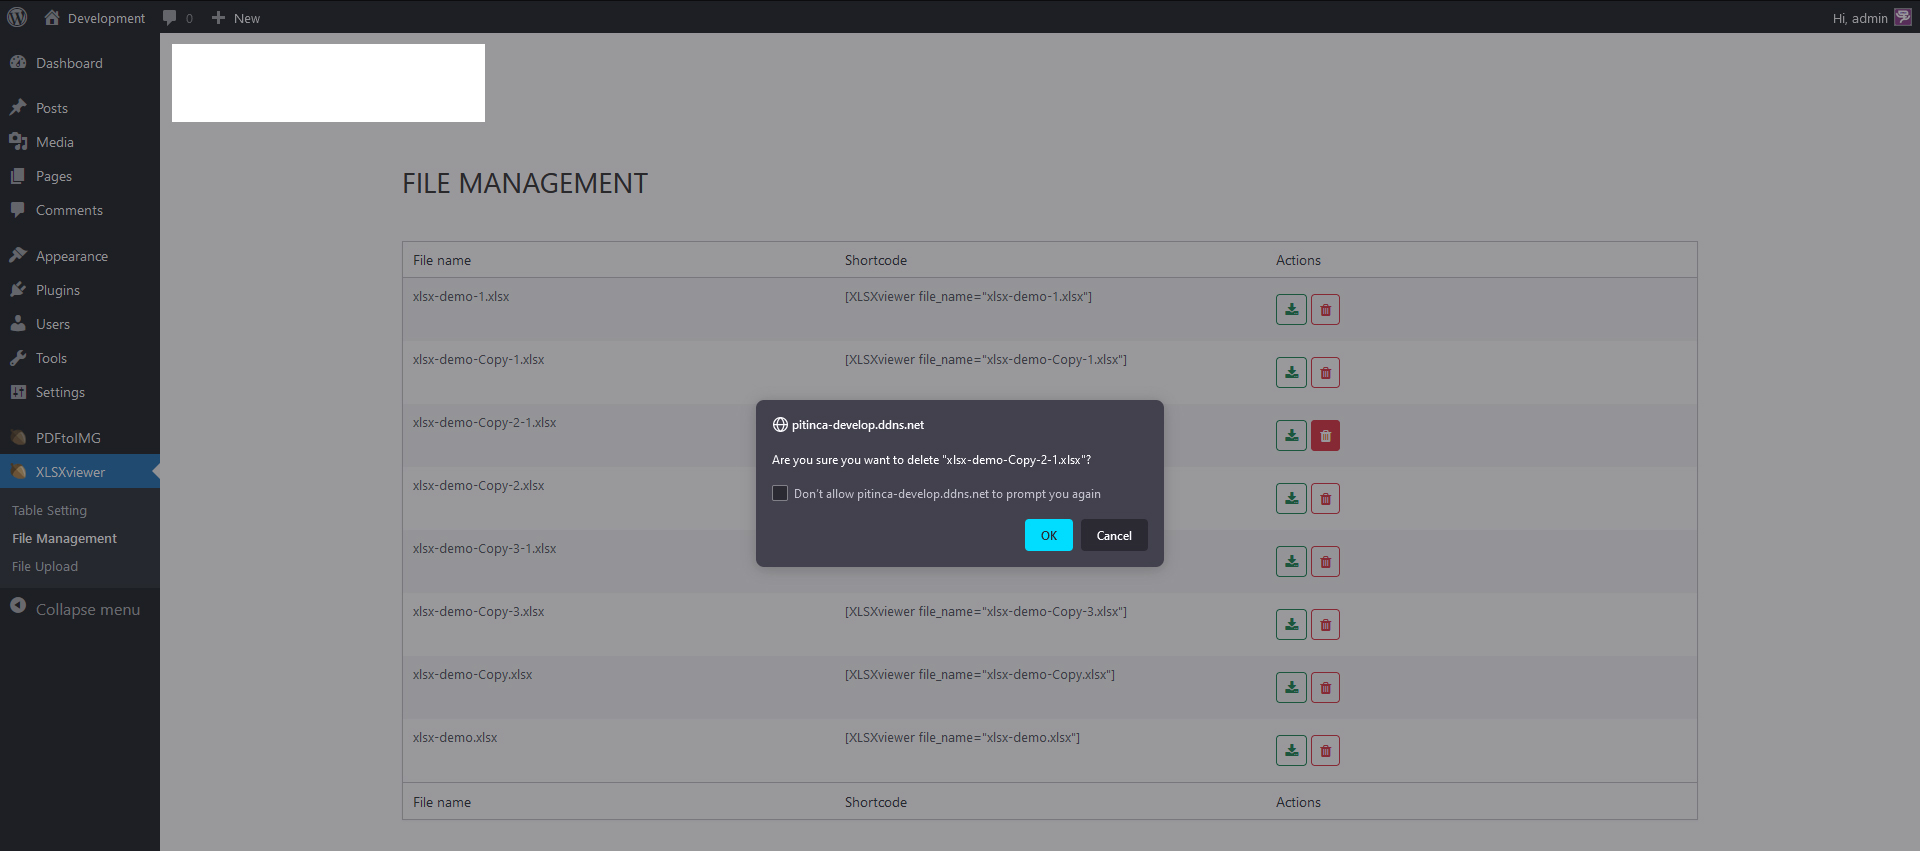 Development 0 New Hi, admin
Dashboard
Posts
Media
Pages
Comments
Appearance
Plugins
Users
Tools
Settings
PDFtoIMG
XLSXviewer
Table Setting
File Management
File Upload
Collapse menu
FILE MANAGEMENT
File name Shortcode Actions
xlsx-demo-1.xlsx [XLSXviewer file_name="xlsx-demo-1.xlsx"]
xlsx-demo-Copy-1.xlsx [XLSXviewer file_name="xlsx-demo-Copy-1.xlsx"]
xlsx-demo-Copy-2-1.xlsx
xlsx-demo-Copy-2.xlsx
xlsx-demo-Copy-3-1.xlsx
xlsx-demo-Copy-3.xlsx [XLSXviewer file_name="xlsx-demo-Copy-3.xlsx"]
xlsx-demo-Copy.xlsx [XLSXviewer file_name="xlsx-demo-Copy.xlsx"]
xlsx-demo.xlsx [XLSXviewer file_name="xlsx-demo.xlsx"]
File name Shortcode Actions
pitinca-develop.ddns.net
Are you sure you want to delete "xlsx-demo-Copy-2-1.xlsx"?
Don't allow pitinca-develop.ddns.net to prompt you again
OK Cancel